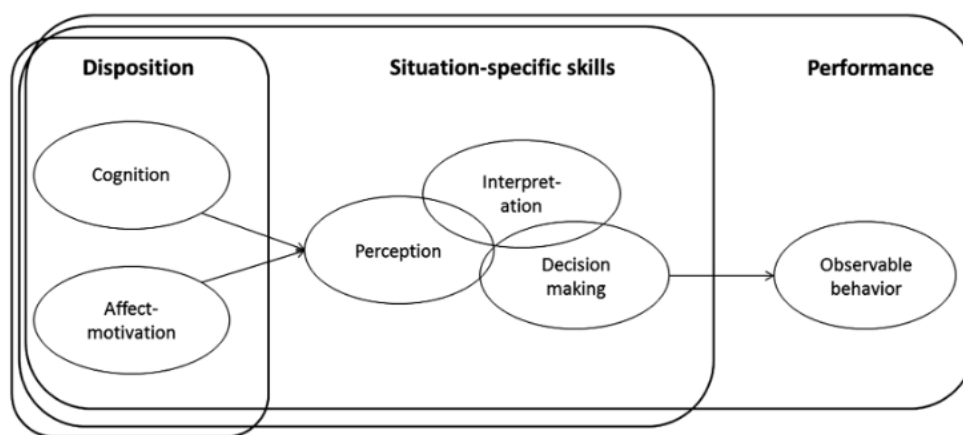 Disposition
Situation-specific skills
Performance
Cognition
Affect-
motivation
Perception
Interpret-
ation
Decision
making
Observable
behavior